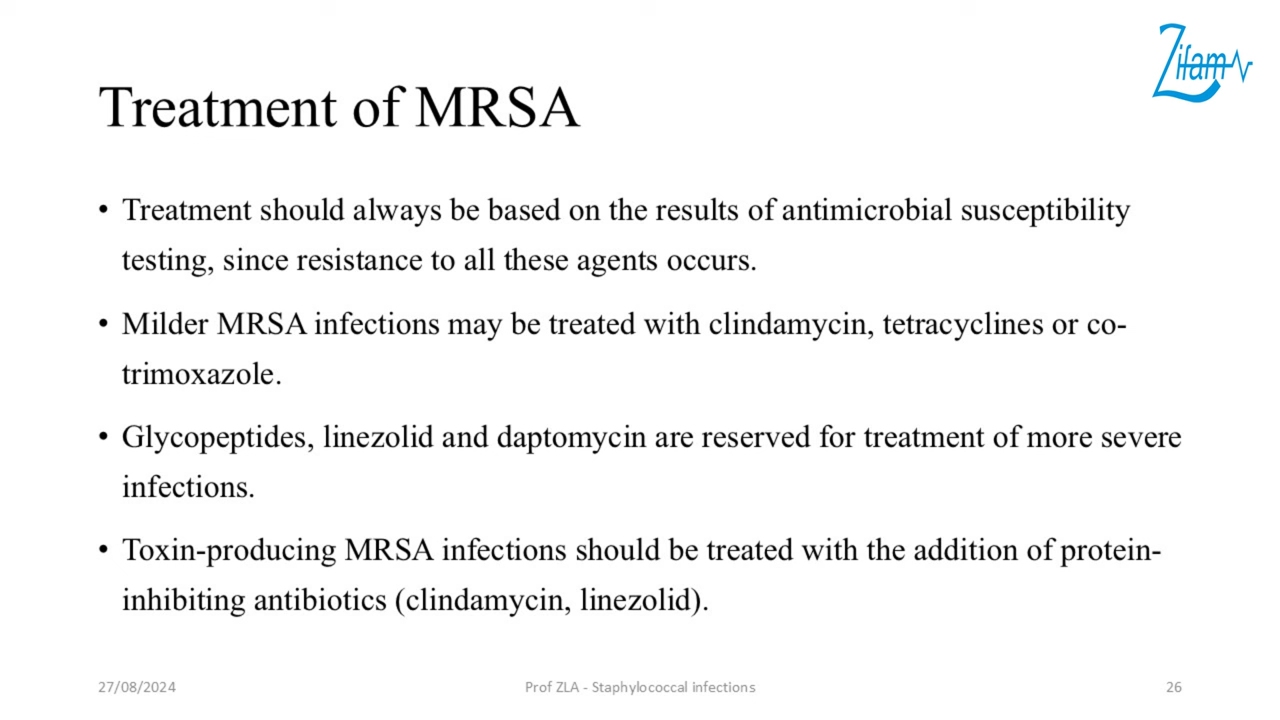 Zifam
Treatment of MRSA
• Treatment should always be based on the results of antimicrobial susceptibility
testing, since resistance to all these agents occurs.
• Milder MRSA infections may be treated with clindamycin, tetracyclines or co-
trimoxazole.
• Glycopeptides, linezolid and daptomycin are reserved for treatment of more severe
infections.
• Toxin-producing MRSA infections should be treated with the addition of protein-
inhibiting antibiotics (clindamycin, linezolid).
27/08/2024
Prof ZLA - Staphylococcal infections
26